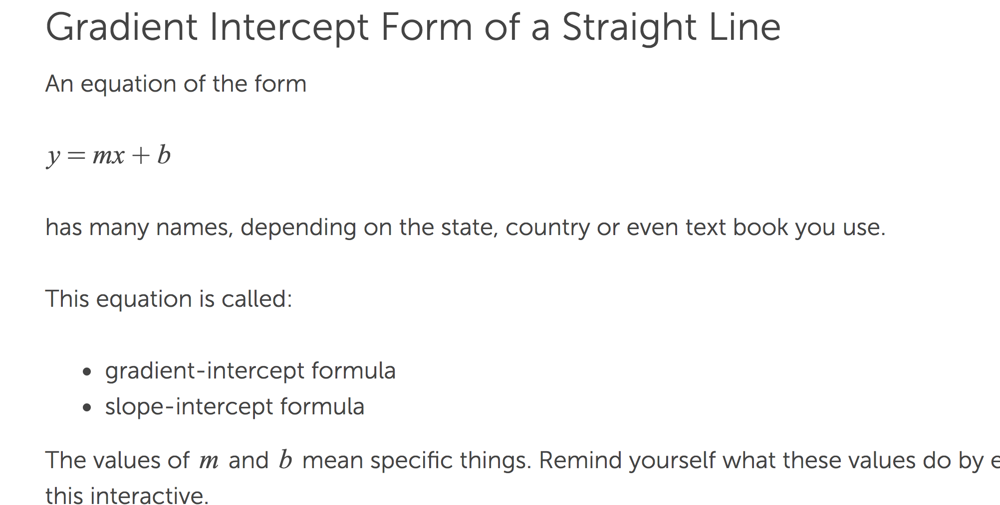 Gradient Intercept Form of a Straight Line
An equation of the form
y = mx + b
has many names, depending on the state, country or even text book you use.
This equation is called:
• gradient-intercept formula
• slope-intercept formula
The values of m and b mean specific things. Remind yourself what these values do by
this interactive.